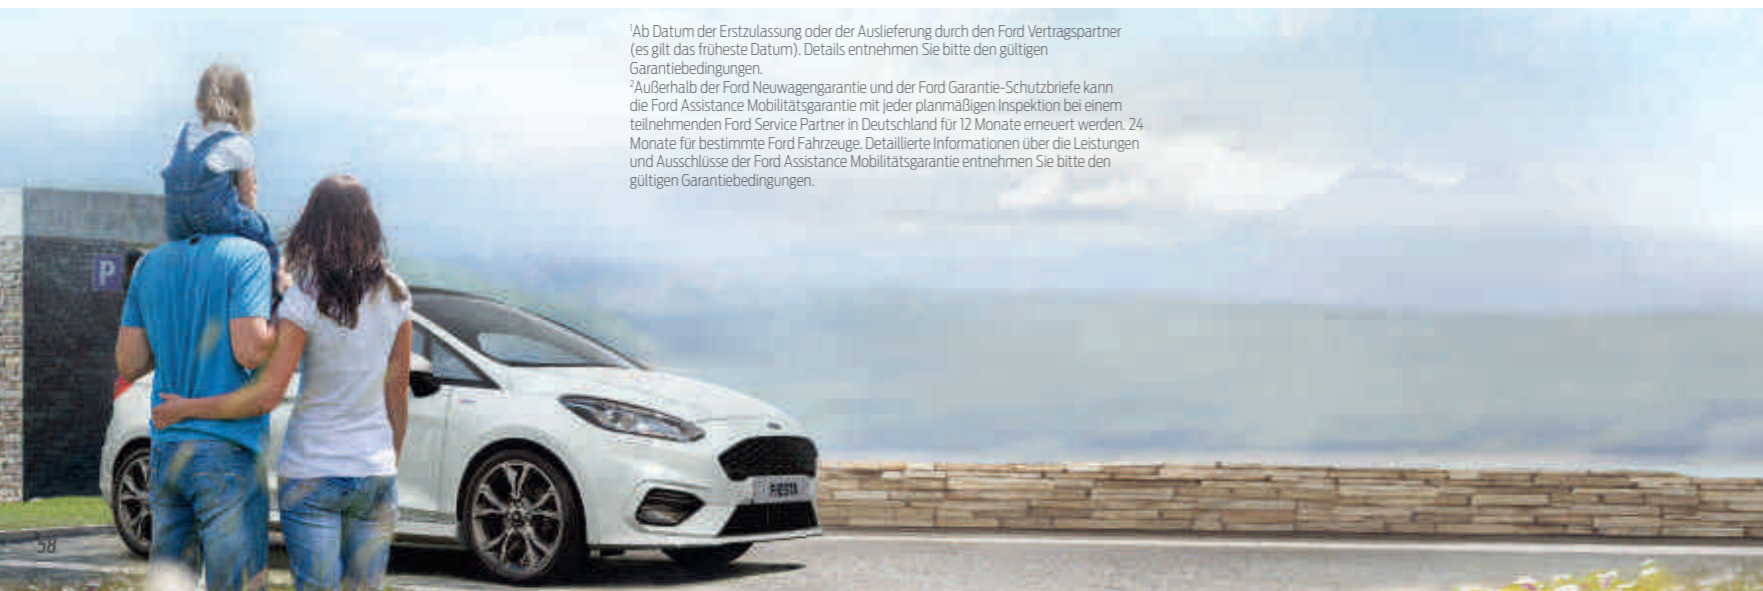 ¹Ab Datum der Erstzulassung oder der Auslieferung durch den Ford Vertragspartner
(es gilt das früheste Datum). Details entnehmen Sie bitte den gültigen
Garantiebedingungen.
²Außerhalb der Ford Neuwagengarantie und der Ford Garantie-Schutzbriefe kann
die Ford Assistance Mobilitätsgarantie mit jeder planmäßigen Inspektion bei einem
teilnehmenden Ford Service Partner in Deutschland für 12 Monate erneuert werden. 24
Monate für bestimmte Ford Fahrzeuge. Detaillierte Informationen über die Leistungen
und Ausschlüsse der Ford Assistance Mobilitätsgarantie entnehmen Sie bitte den
gültigen Garantiebedingungen.
P
FIESTA
58